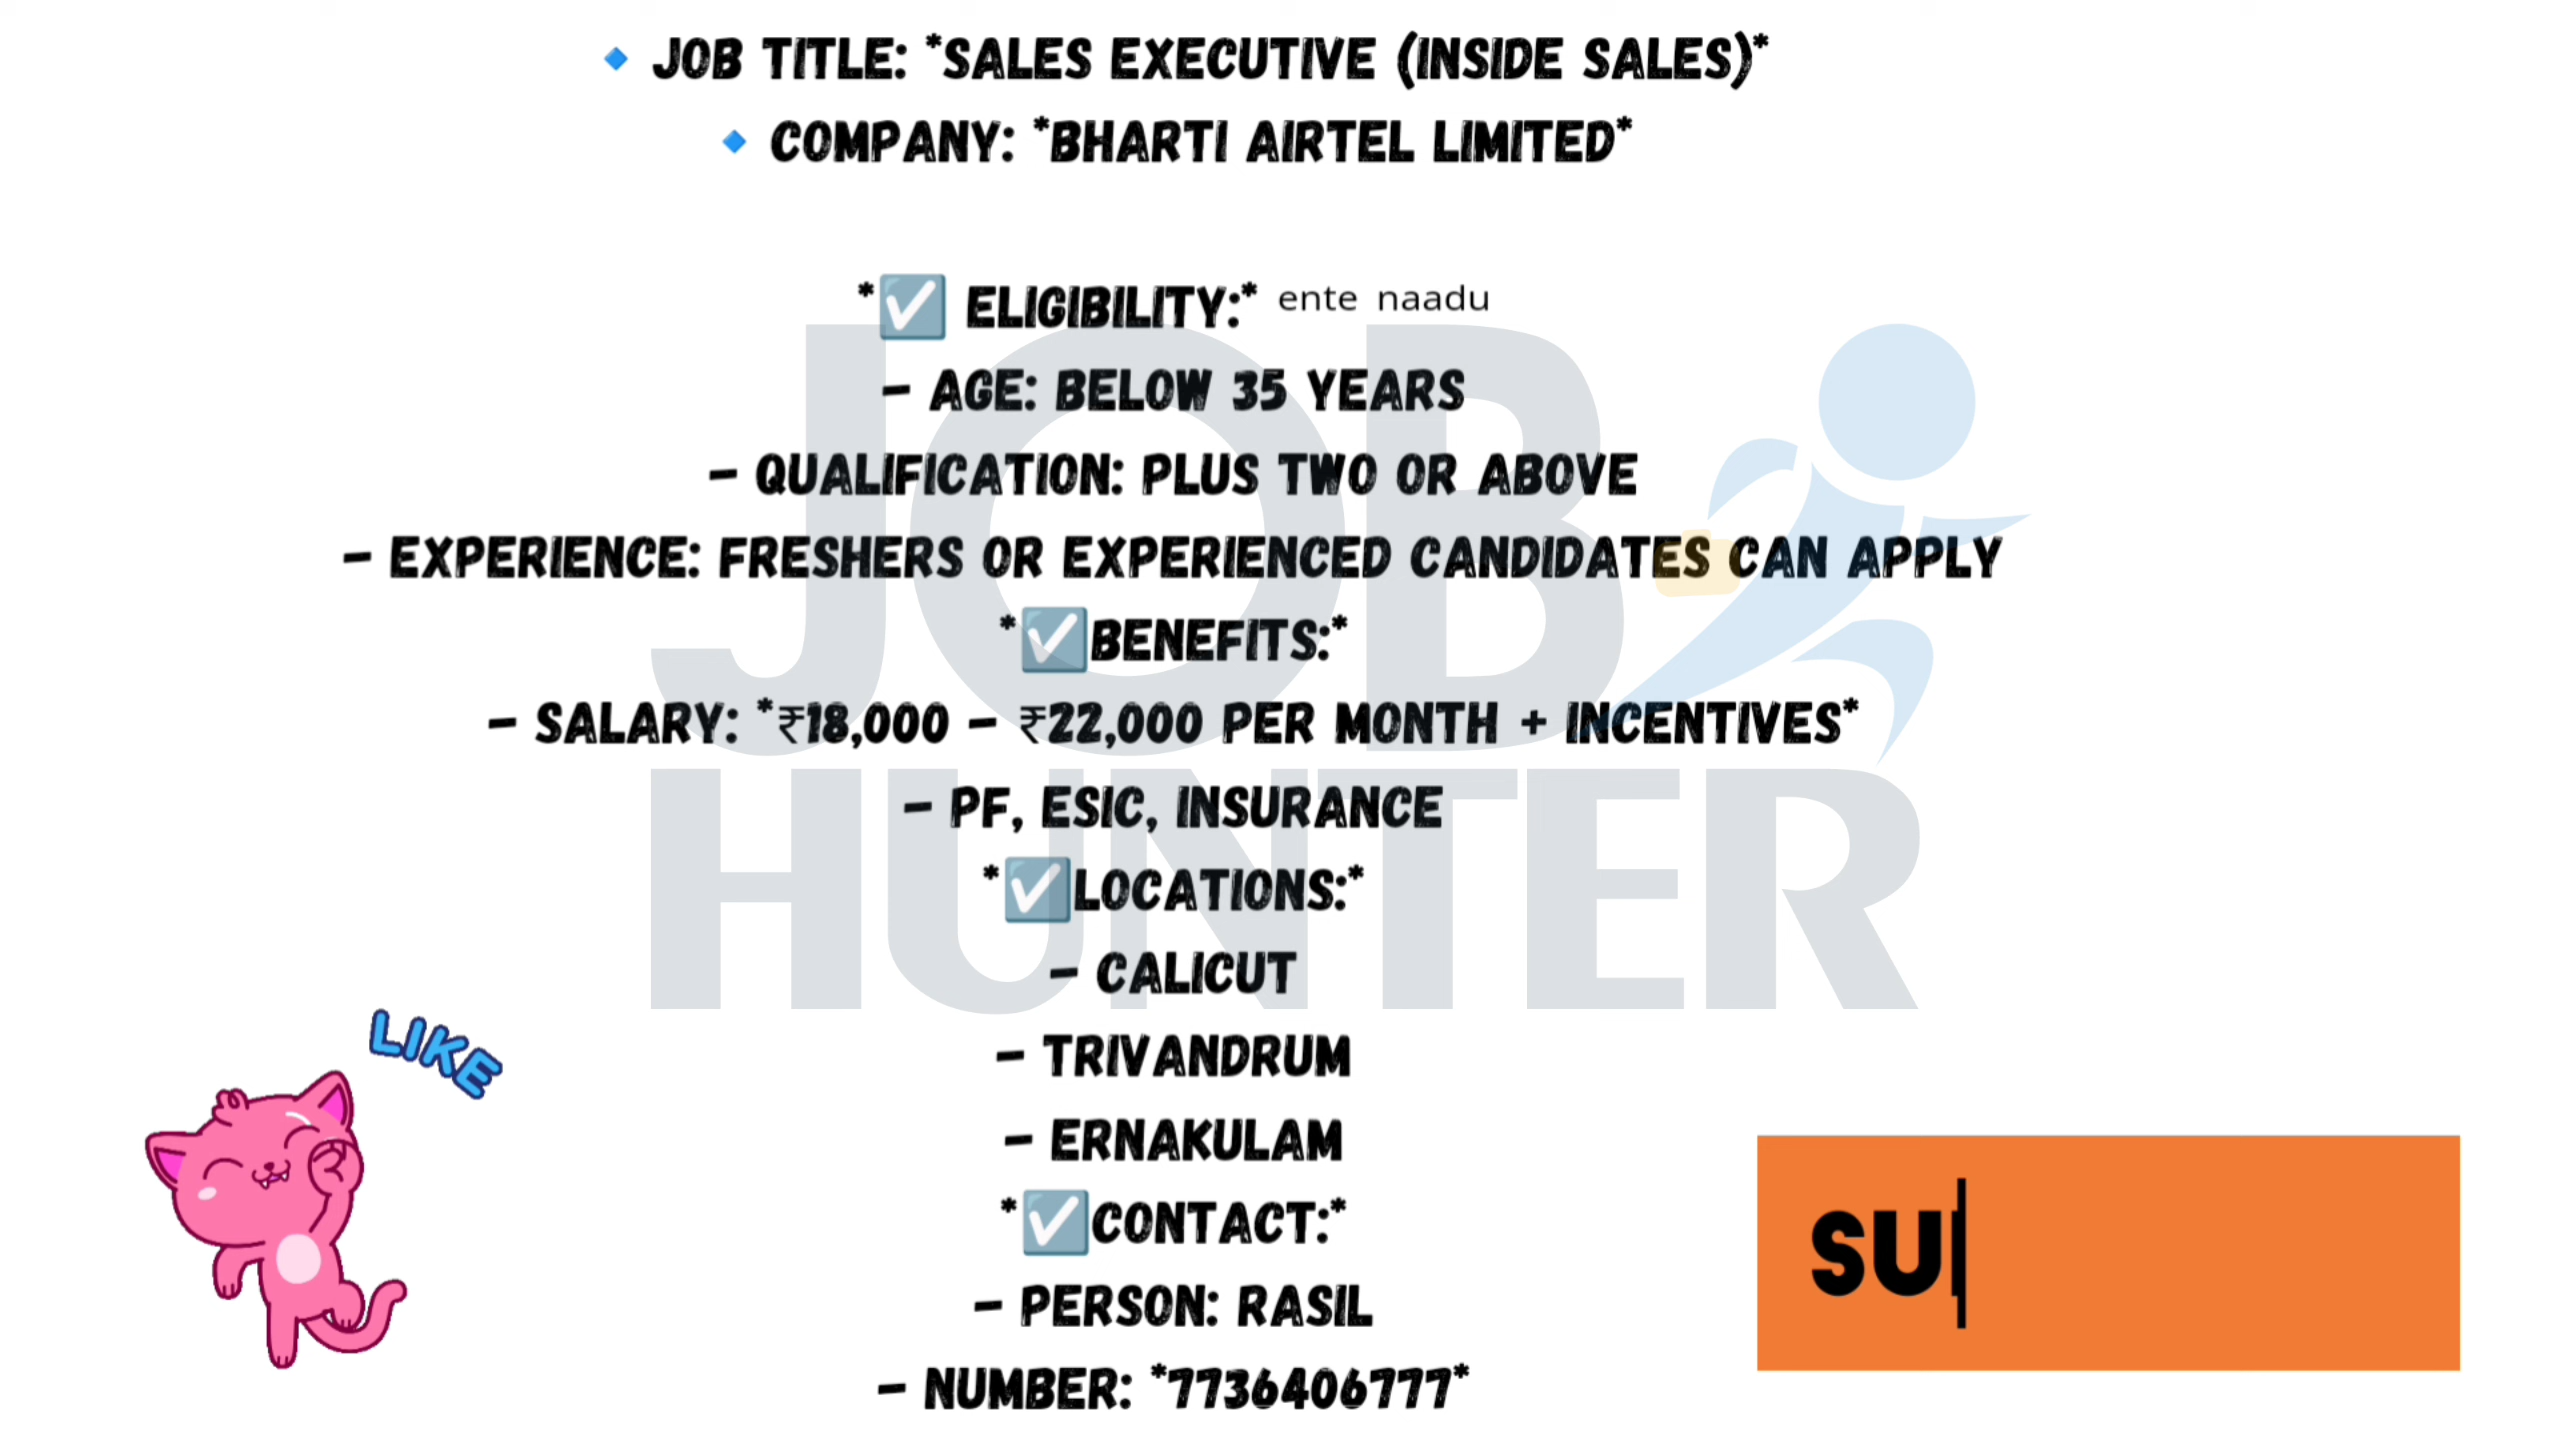 🔹 JOB TITLE: *SALES EXECUTIVE (INSIDE SALES)*
🔹 COMPANY: *BHARTI AIRTEL LIMITED*
*☑️ ELIGIBILITY:* ente naadu
– AGE: BELOW 35 YEARS
– QUALIFICATION: PLUS TWO OR ABOVE
– EXPERIENCE: FRESHERS OR EXPERIENCED CANDIDATES CAN APPLY
*☑️BENEFITS:*
– SALARY: *₹18,000 – ₹22,000 PER MONTH + INCENTIVES*
– PF, ESIC, INSURANCE
*☑️LOCATIONS:*
– CALICUT
– TRIVANDRUM
– ERNAKULAM
*☑️CONTACT:*
– PERSON: RASIL
– NUMBER: *7736406777*
JOB
HUNTER
LIKE
SU